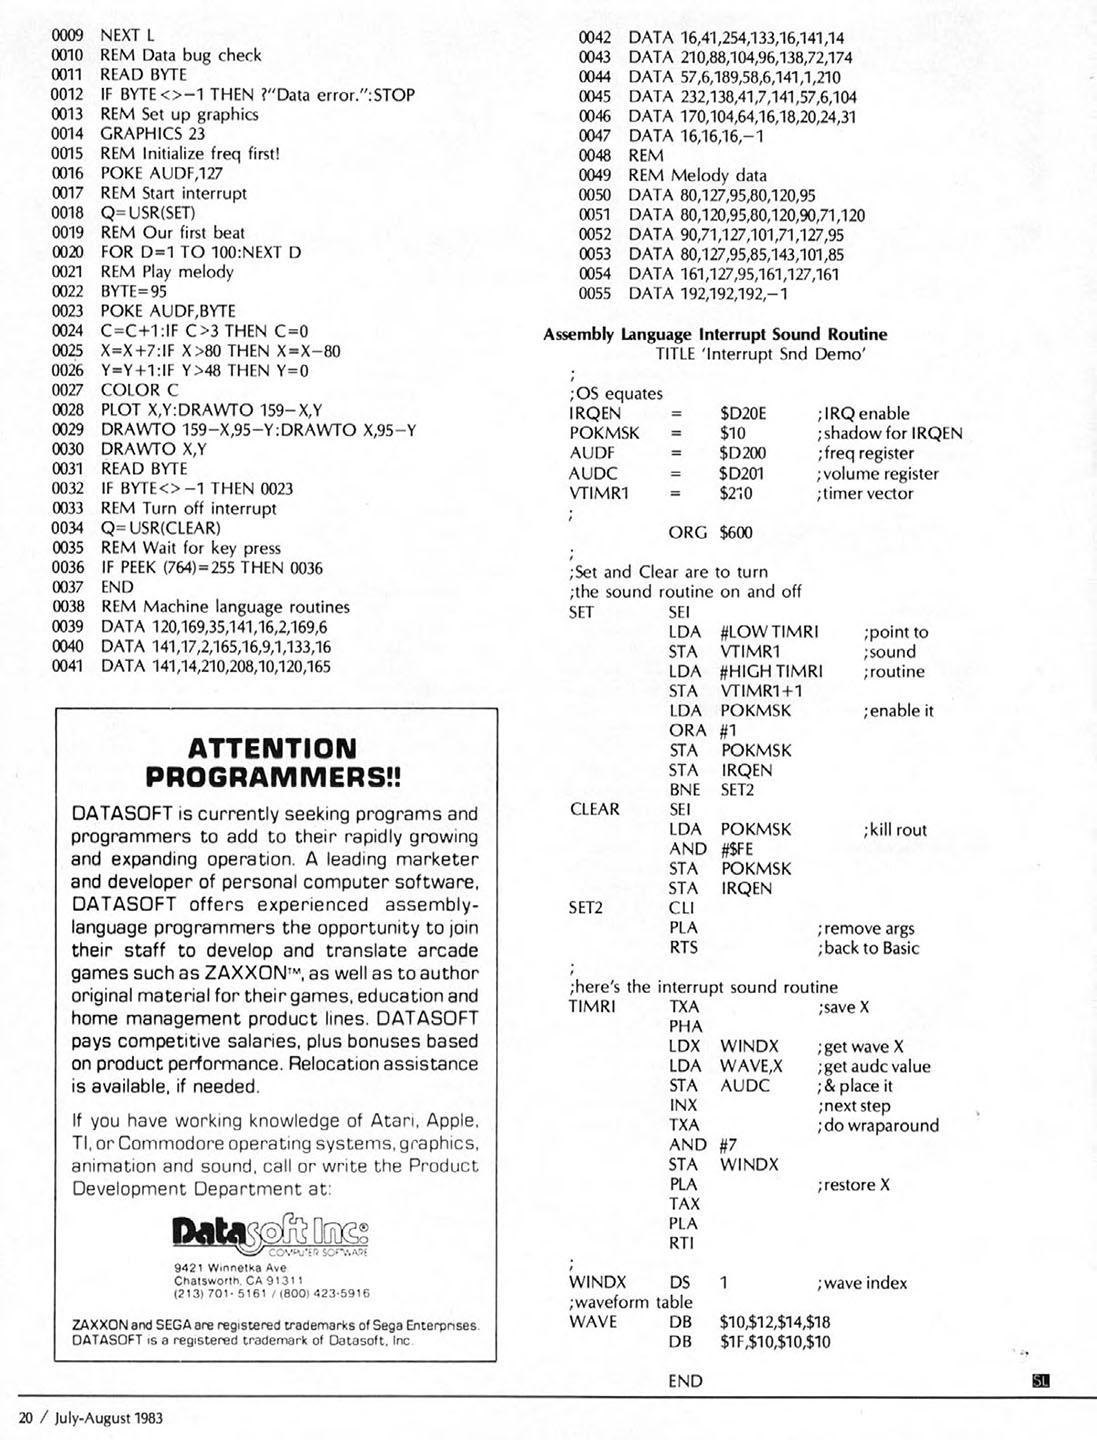 0009 NEXT L
0010 REM Data bug check
0011 READ BYTE
0012 IF BYTE<>−1 THEN ?"Data error.":STOP
0013 REM Set up graphics
0014 GRAPHICS 23
0015 REM Initialize freq first!
0016 POKE AUDF,127
0017 REM Start interrupt
0018 Q=USR(SET)
0019 REM Our first beat
0020 FOR D=1 TO 100:NEXT D
0021 REM Play melody
0022 BYTE=95
0023 POKE AUDF,BYTE
0024 C=C+1:IF C>3 THEN C=0
0025 X=X+7:IF X>80 THEN X=X−80
0026 Y=Y+1:IF Y>48 THEN Y=0
0027 COLOR C
0028 PLOT X,Y:DRAWTO 159−X,Y
0029 DRAWTO 159−X,95−Y:DRAWTO X,95−Y
0030 DRAWTO X,Y
0031 READ BYTE
0032 IF BYTE<>−1 THEN 0023
0033 REM Turn off interrupt
0034 Q=USR(CLEAR)
0035 REM Wait for key press
0036 IF PEEK (764)=255 THEN 0036
0037 END
0038 REM Machine language routines
0039 DATA 120,169,35,141,16,2,169,6
0040 DATA 141,17,2,165,16,9,1,133,16
0041 DATA 141,14,210,208,10,120,165
ATTENTION
PROGRAMMERS!!
DATASOFT is currently seeking programs and
programmers to add to their rapidly growing
and expanding operation. A leading marketer
and developer of personal computer software,
DATASOFT offers experienced assembly-
language programmers the opportunity to join
their staff to develop and translate arcade
games such as ZAXXON™, as well as to author
original material for their games, education and
home management product lines. DATASOFT
pays competitive salaries, plus bonuses based
on product performance. Relocation assistance
is available, if needed.
If you have working knowledge of Atari, Apple,
TI, or Commodore operating systems, graphics,
animation and sound, call or write the Product
Development Department at:
Datasoft Inc.®
COMPUTER SOFTWARE
9421 Winnetka Ave
Chatsworth, CA 91311
(213) 701- 5161 / (800) 423-5916
ZAXXON and SEGA are registered trademarks of Sega Enterprises.
DATASOFT is a registered trademark of Datasoft, Inc.
0042 DATA 16,41,254,133,16,141,14
0043 DATA 210,88,104,96,138,72,174
0044 DATA 57,6,189,58,6,141,1,210
0045 DATA 232,138,41,7,141,57,6,104
0046 DATA 170,104,64,16,18,20,24,31
0047 DATA 16,16,16,−1
0048 REM
0049 REM Melody data
0050 DATA 80,127,95,80,120,95
0051 DATA 80,120,95,80,120,90,71,120
0052 DATA 90,71,127,101,71,127,95
0053 DATA 80,127,95,85,143,101,85
0054 DATA 161,127,95,161,127,161
0055 DATA 192,192,192,−1
Assembly Language Interrupt Sound Routine
TITLE 'Interrupt Snd Demo'
;
;OS equates
IRQEN = $D20E ;IRQ enable
POKMSK = $10 ;shadow for IRQEN
AUDF = $D200 ;freq register
AUDC = $D201 ;volume register
VTIMR1 = $210 ;timer vector
;
ORG $600
;
;Set and Clear are to turn
;the sound routine on and off
SET SEI
LDA #LOW TIMRI ;point to
STA VTIMR1 ;sound
LDA #HIGH TIMRI ;routine
STA VTIMR1+1
LDA POKMSK ;enable it
ORA #1
STA POKMSK
STA IRQEN
BNE SET2
CLEAR SEI
LDA POKMSK ;kill rout
AND #$FE
STA POKMSK
STA IRQEN
SET2 CLI
PLA ;remove args
RTS ;back to Basic
;
;here's the interrupt sound routine
TIMRI TXA ;save X
PHA
LDX WINDX ;get wave X
LDA WAVE,X ;get audc value
STA AUDC ;& place it
INX ;next step
TXA ;do wraparound
AND #7
STA WINDX
PLA ;restore X
TAX
PLA
RTI
;
WINDX DS 1 ;wave index
;waveform table
WAVE DB $10,$12,$14,$18
DB $1F,$10,$10,$10
END SL
20 / July-August 1983